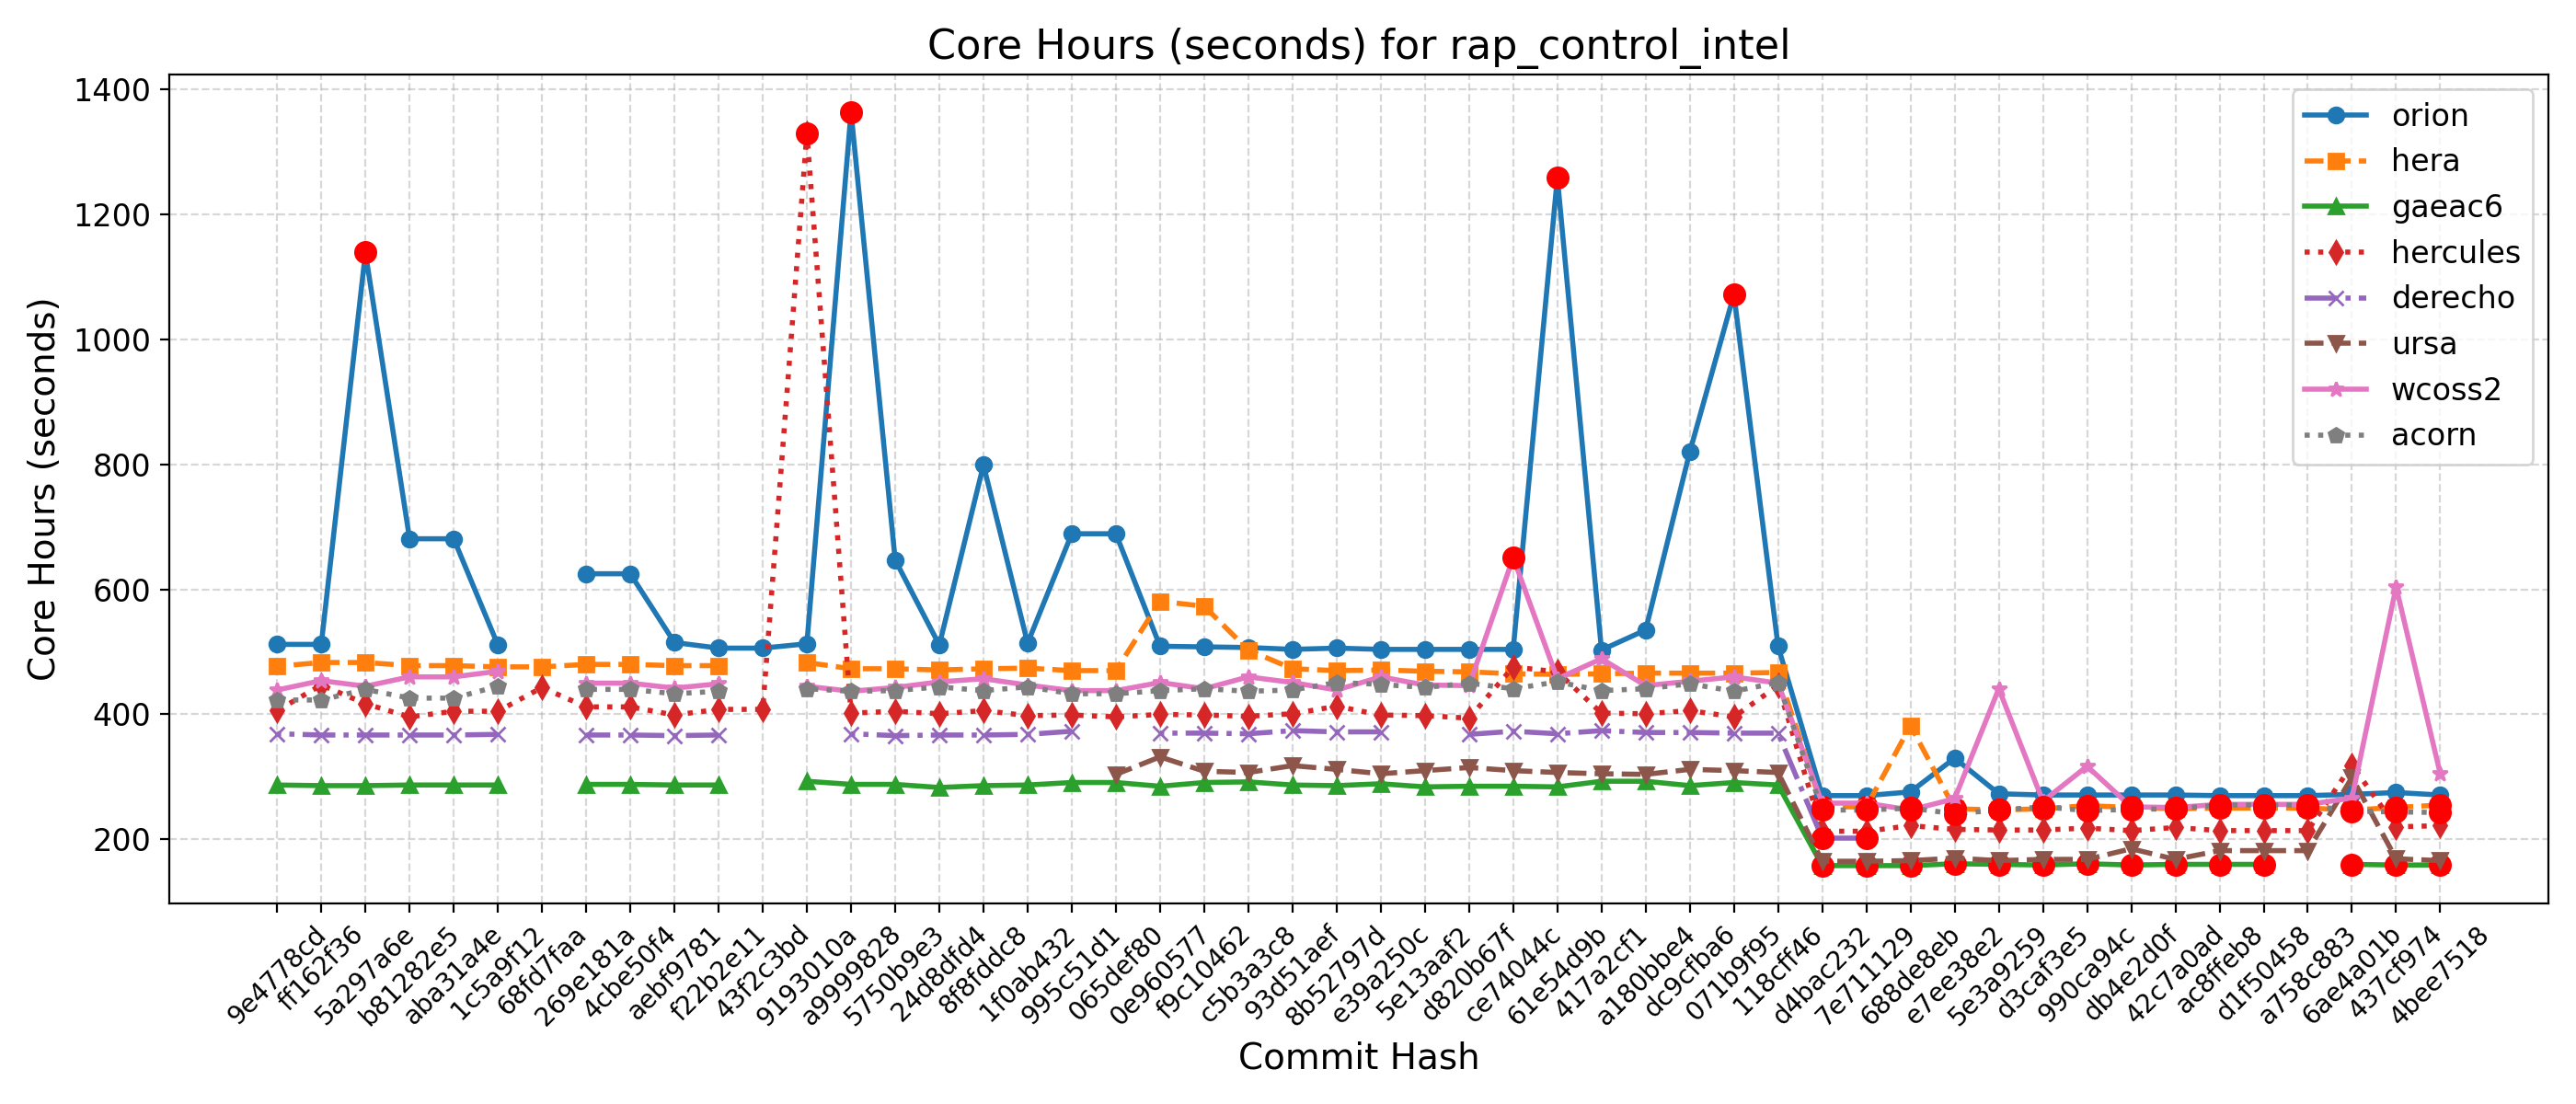 Core Hours (seconds) for rap_control_intel
Core Hours (seconds)
1400
1200
1000
800
600
400
200
orion
hera
gaeac6
hercules
derecho
ursa
wcoss2
acorn
9e4778cd
ff162f36
5a297a6e
b81282e5
aba31a4e
1c5a9f12
68fd7faa
269e181a
4cbe50f4
aebf9781
f22b2e11
43f2c3bd
9193010a
a9999828
5750b9e3
24d8dfd4
8f8fddc8
1f0ab432
995c51d1
065def80
0e960577
f9c10462
c5b3a3c8
93d51aef
8b52797d
e39a250c
5e13aaf2
d820b67f
ce74044c
61e54d9b
417a2cf1
a180bbe4
dc9cfba6
071b9f95
118cff46
d4bac232
7e711129
688de8eb
e7ee38e2
5e3a9259
d3caf3e5
990ca94c
db4e2d0f
42c7a0ad
ac8ffeb8
d1f50458
a758c883
6ae4a01b
437cf974
4bee7518
Commit Hash